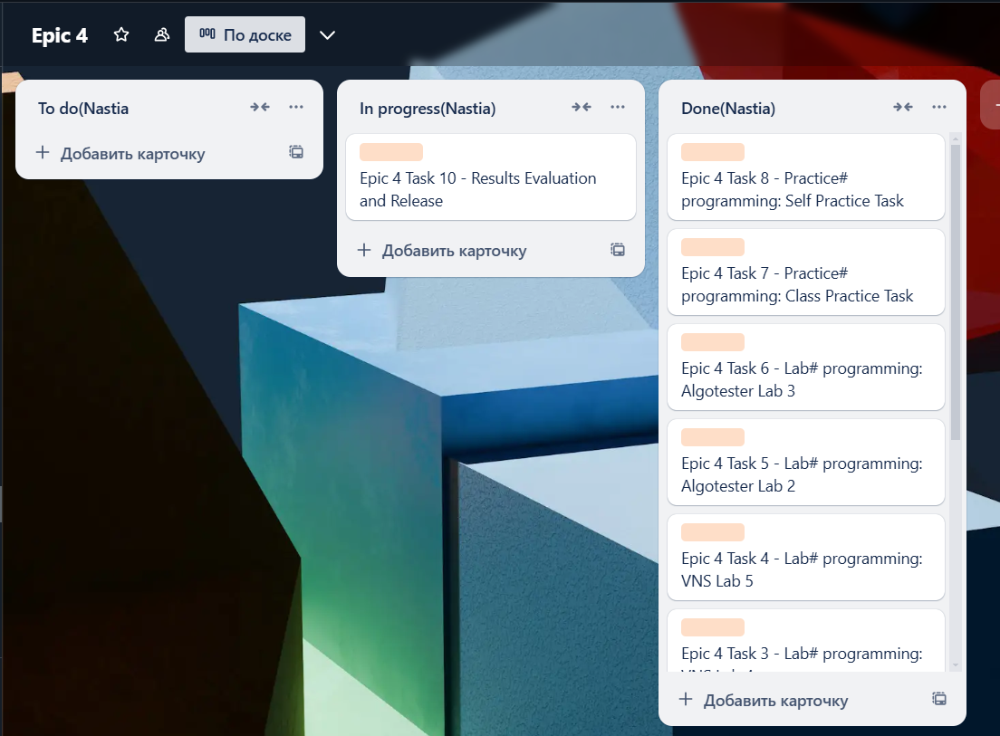 Epic 4
По доске
To do(Nastia
Добавить карточку
In progress(Nastia)
Epic 4 Task 10 - Results Evaluation
and Release
Добавить карточку
Done(Nastia)
Epic 4 Task 8 - Practice#
programming: Self Practice Task
Epic 4 Task 7 - Practice#
programming: Class Practice Task
Epic 4 Task 6 - Lab# programming:
Algotester Lab 3
Epic 4 Task 5 - Lab# programming:
Algotester Lab 2
Epic 4 Task 4 - Lab# programming:
VNS Lab 5
Epic 4 Task 3 - Lab# programming:
Добавить карточку